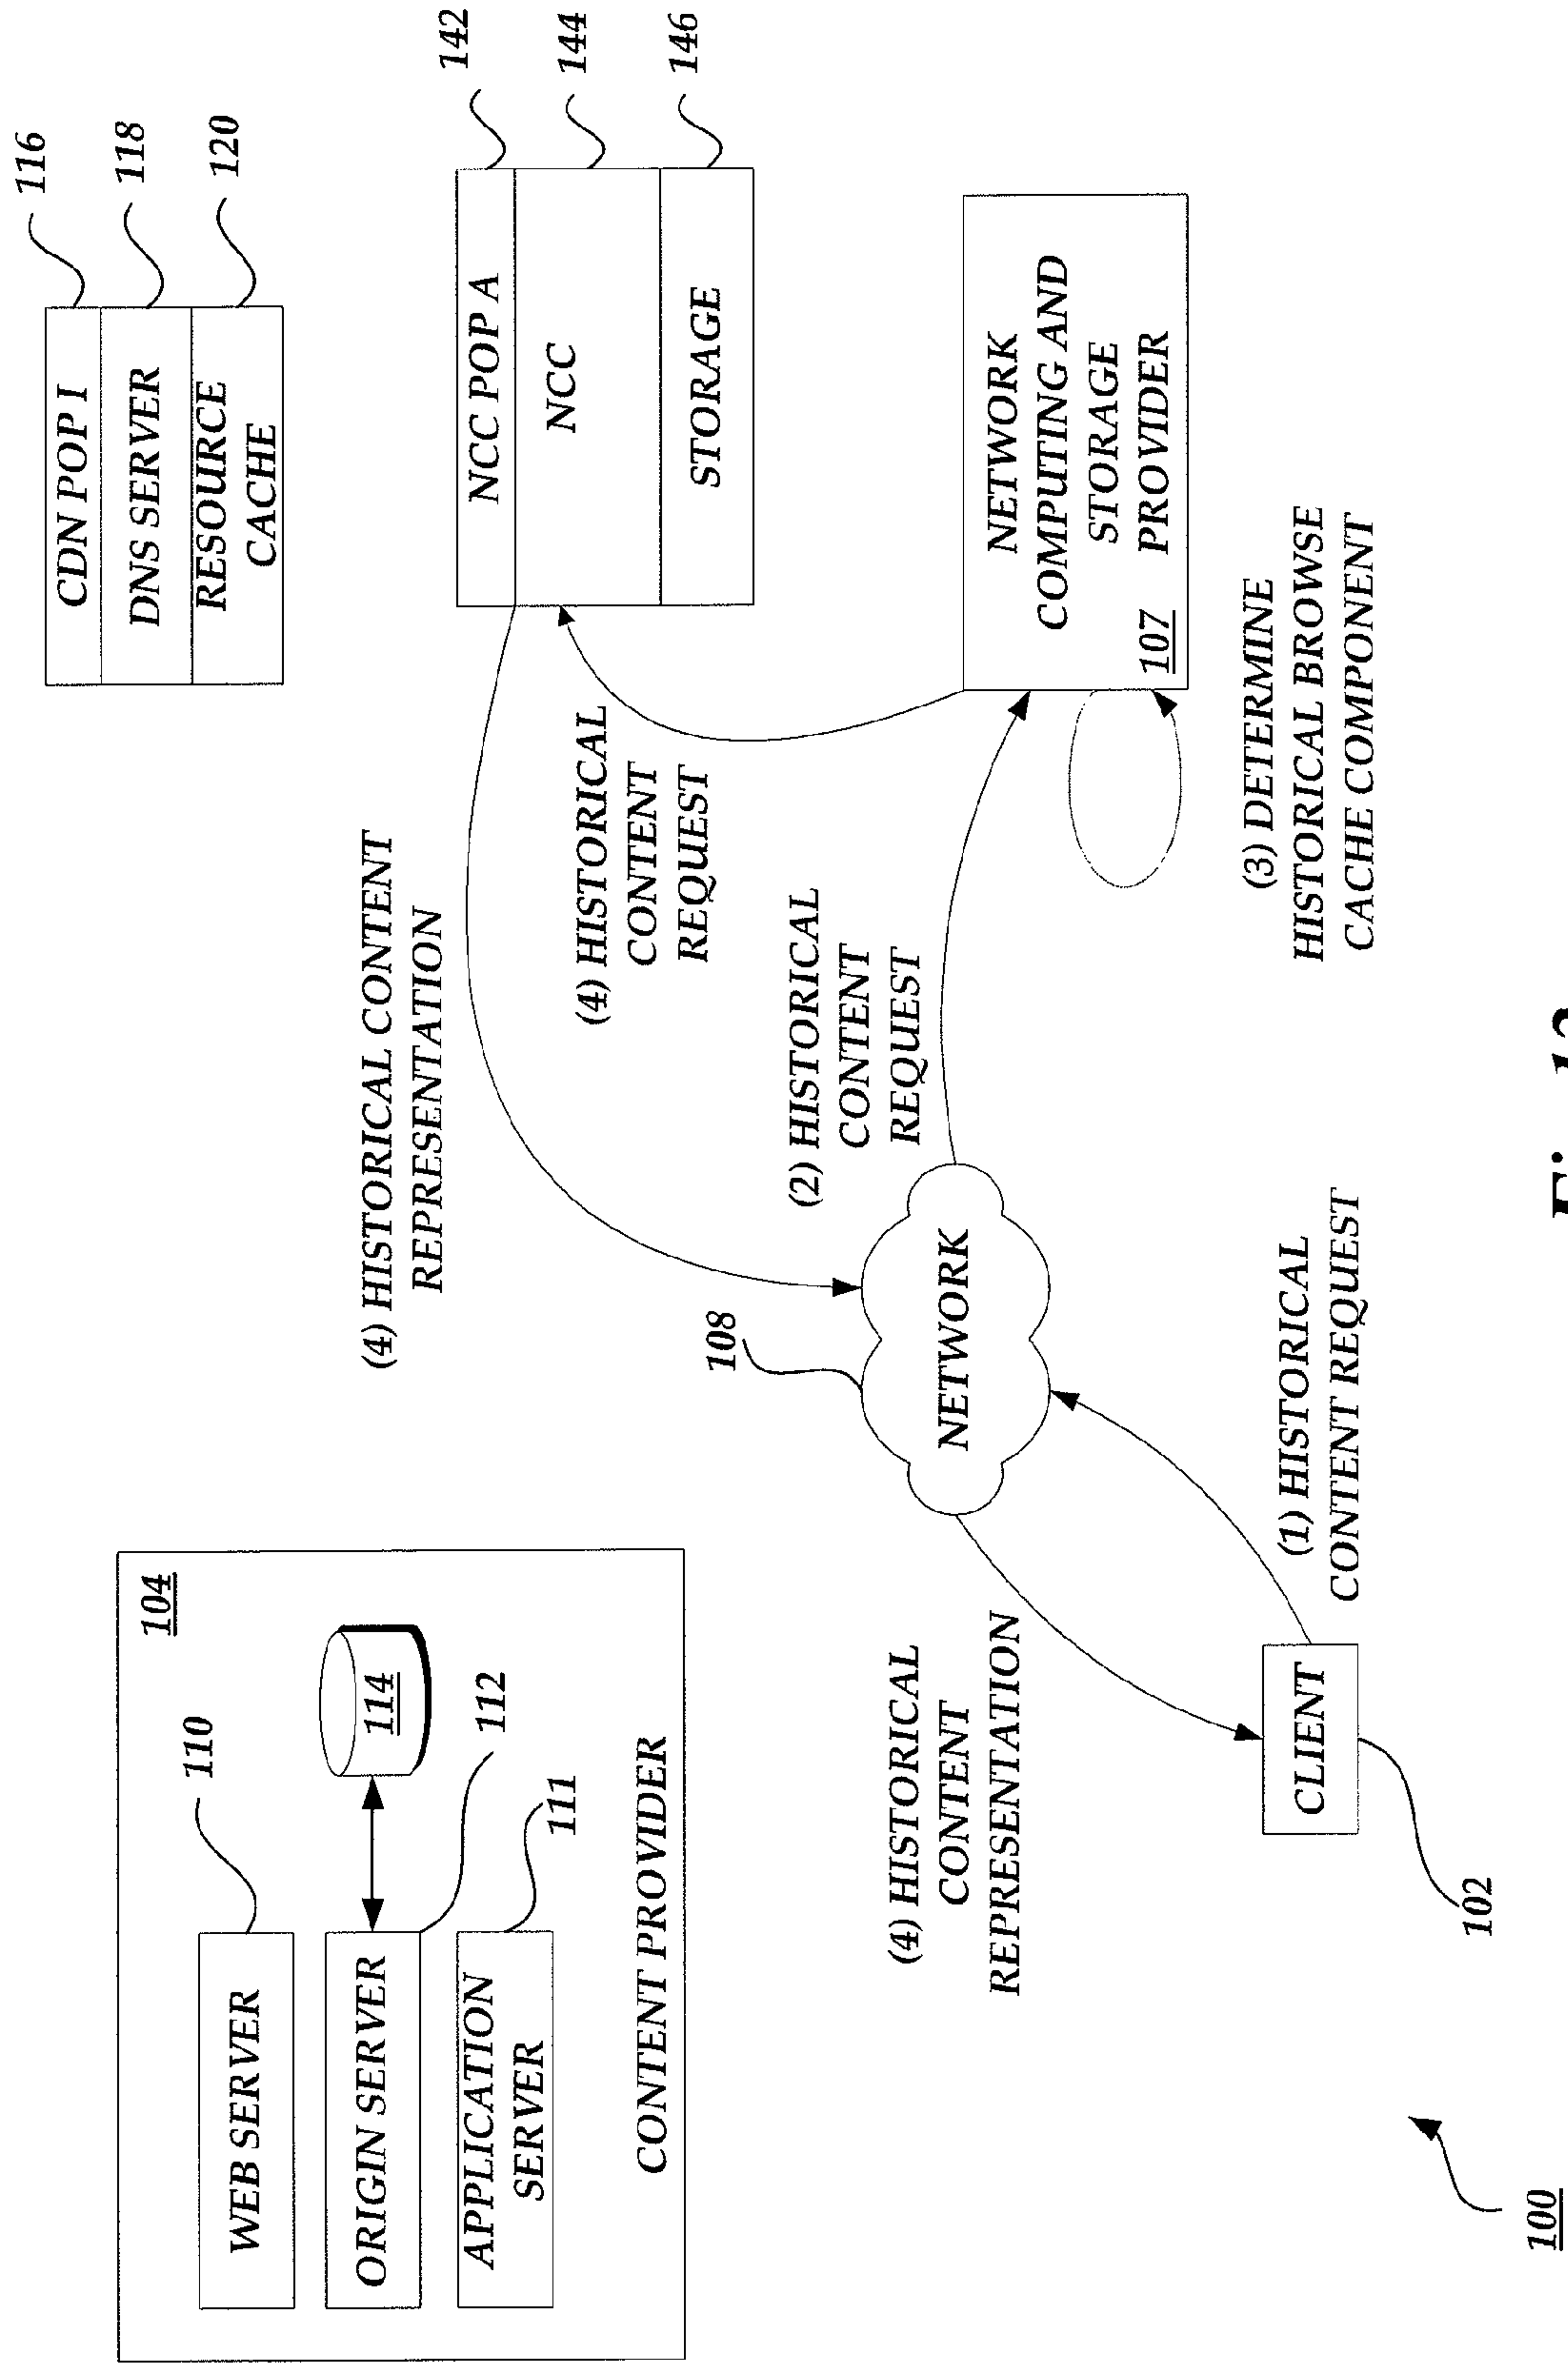 104
110
WEB SERVER
114
ORIGIN SERVER
112
APPLICATION
SERVER
111
CONTENT PROVIDER
CDN POP I
116
DNS SERVER
118
RESOURCE
CACHE
120
(4) HISTORICAL CONTENT
REPRESENTATION
NCC POP A
142
NCC
144
STORAGE
146
(4) HISTORICAL
CONTENT
REQUEST
108
NETWORK
(2) HISTORICAL
CONTENT
REQUEST
NETWORK
COMPUTING AND
STORAGE
PROVIDER
107
(3) DETERMINE
HISTORICAL BROWSE
CACHE COMPONENT
(4) HISTORICAL
CONTENT
REPRESENTATION
(1) HISTORICAL
CONTENT REQUEST
CLIENT
102
100